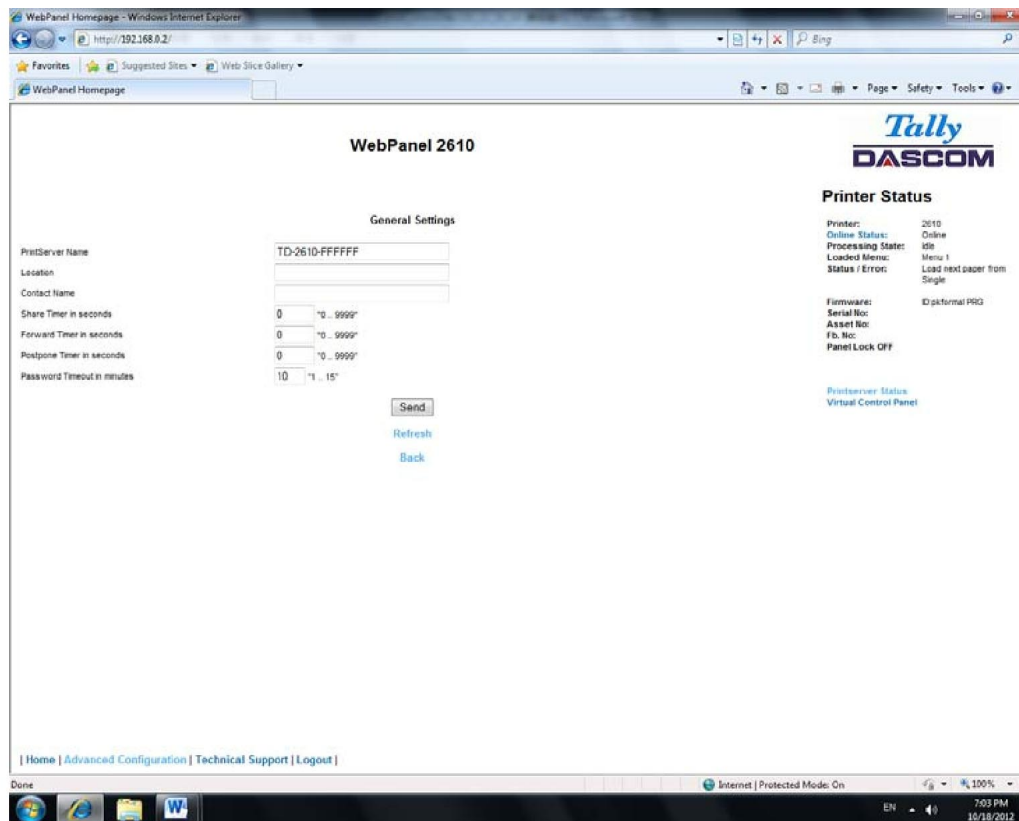 WebPanel Homepage - Windows Internet Explorer
http://192.168.0.2/
Bing
Favorites Suggested Sites Web Slice Gallery
WebPanel Homepage
Page Safety Tools
Tally
DASCOM
WebPanel 2610
Printer Status
General Settings
Printer: 2610
Online Status: Online
Processing State: Idle
Loaded Menu: Menu 1
Status / Error: Load next paper from
Single
Firmware: ID:pkformal PRG
Serial No:
Asset No:
Fb. No:
Panel Lock OFF
Printserver Status
Virtual Control Panel
PrintServer Name TD-2610-FFFFFF
Location
Contact Name
Share Timer in seconds 0 "0 .. 9999"
Forward Timer in seconds 0 "0 .. 9999"
Postpone Timer in seconds 0 "0 .. 9999"
Password Timeout in minutes 10 "1 .. 15"
Send
Refresh
Back
| Home | Advanced Configuration | Technical Support | Logout |
Done Internet | Protected Mode: On 100%
EN 7:03 PM
10/18/2012